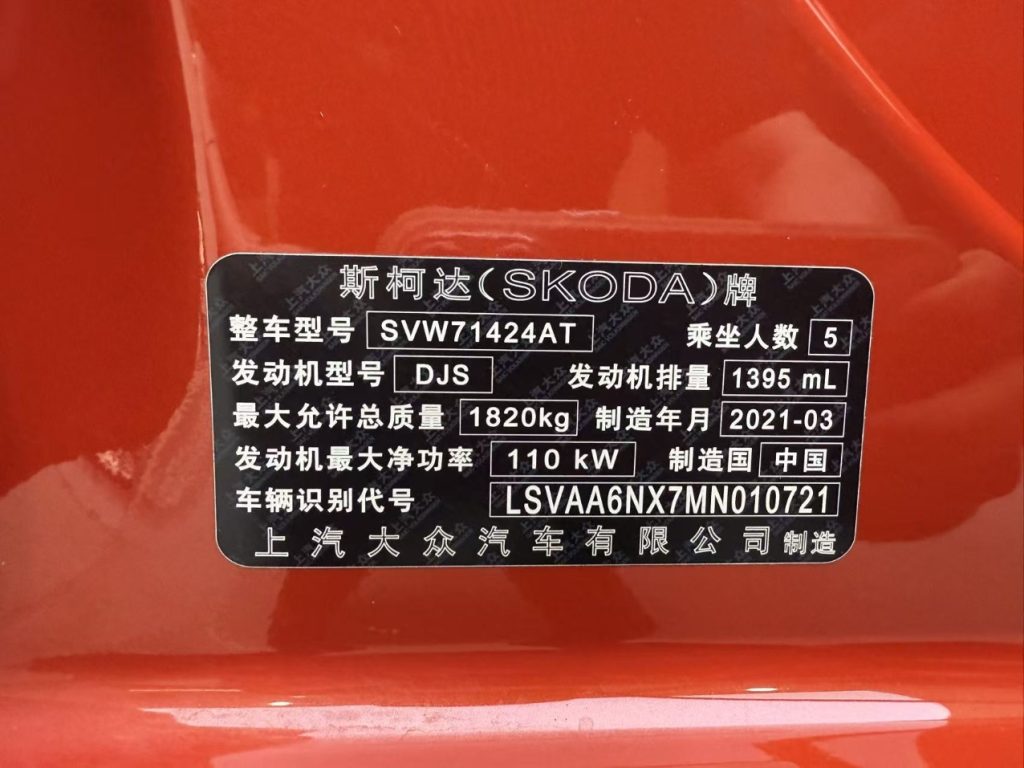 斯柯达(SKODA)牌
整车型号 SVW71424AT 乘坐人数 5
发动机型号 DJS 发动机排量 1395 mL
最大允许总质量 1820kg 制造年月 2021-03
发动机最大净功率 110 kW 制造国 中国
车辆识别代号 LSVAA6NX7MN010721
上汽大众汽车有限公司 制造